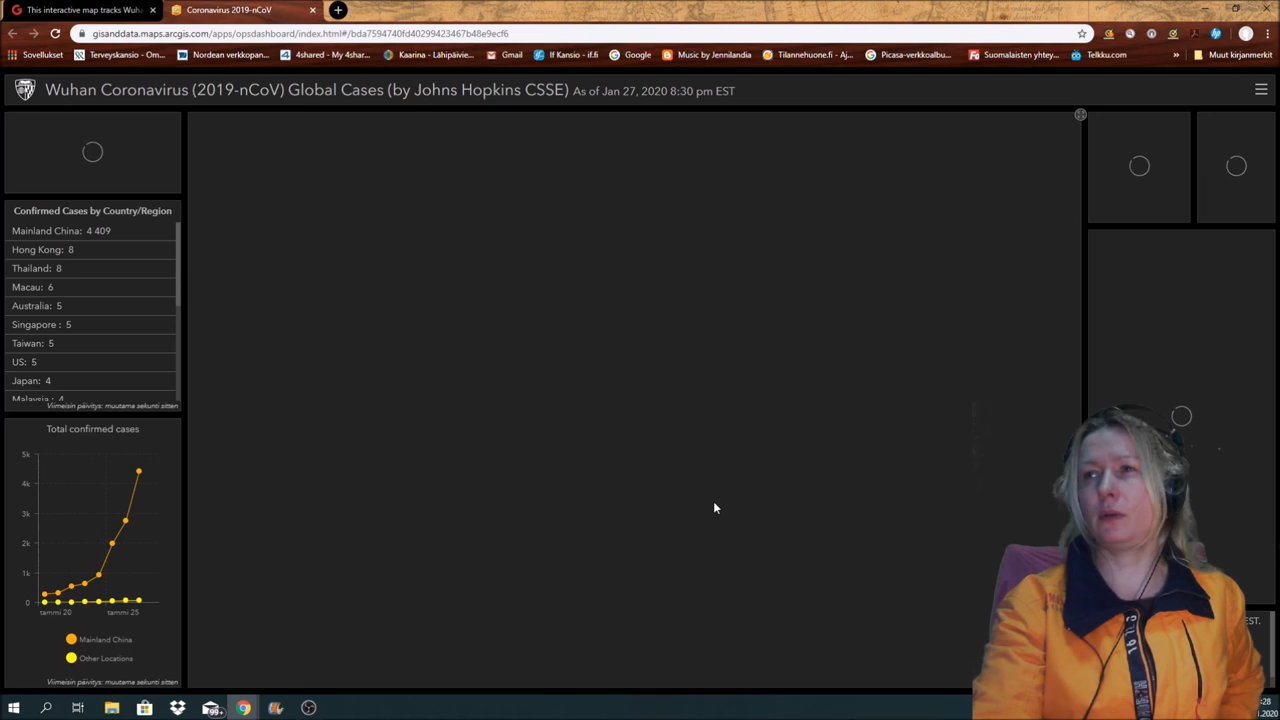 This interactive map tracks Wuh
Coronavirus 2019-nCoV
gisanddata.maps.arcgis.com/apps/opsdashboard/index.html#/bda7594740fd40299423467b48e9ecf6
Sovellukset Terveyskansio - Om... Nordean verkkopan... 4shared - My 4shar... Kaarina – Lähipäivie... Gmail If Kansio - if.fi Google Music by Jennilandia Tilannehuone.fi - Aj... Picasa-verkkoalbu... Suomalaisten yhtey... Telkku.com » Muut kirjanmerkit
Wuhan Coronavirus (2019-nCoV) Global Cases (by Johns Hopkins CSSE) As of Jan 27, 2020 8:30 pm EST
Confirmed Cases by Country/Region
Mainland China: 4 409
Hong Kong: 8
Thailand: 8
Macau: 6
Australia: 5
Singapore : 5
Taiwan: 5
US: 5
Japan: 4
Malaysia : 4
Viimeisin päivitys: muutama sekunti sitten
Total confirmed cases
5k
4k
3k
2k
1k
0
tammi 20 tammi 25
Mainland China
Other Locations
Viimeisin päivitys: muutama sekunti sitten
EST.
99+
:28
.2020